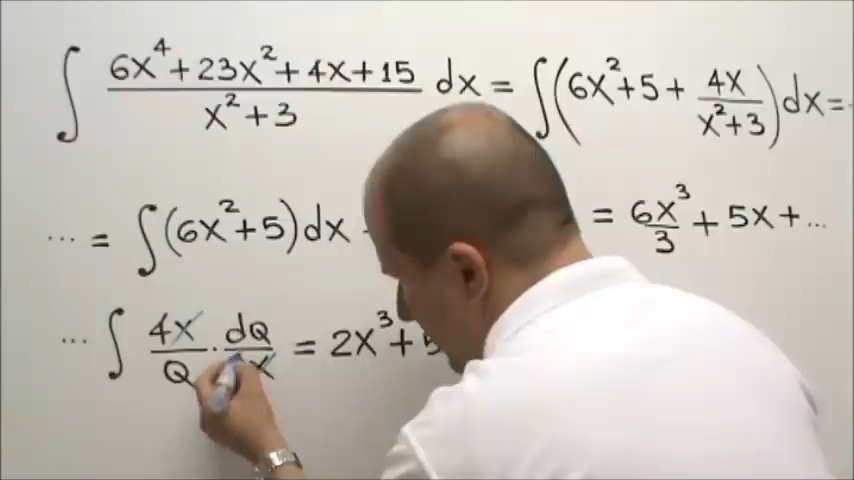 ∫ (6x⁴+23x²+4x+15)/(x²+3) dx = ∫(6x²+5+ 4x/(x²+3))dx=
... = ∫(6x²+5)dx = 6x³/3 + 5x + ...
... ∫ 4x/Q · dQ/x = 2x³+5